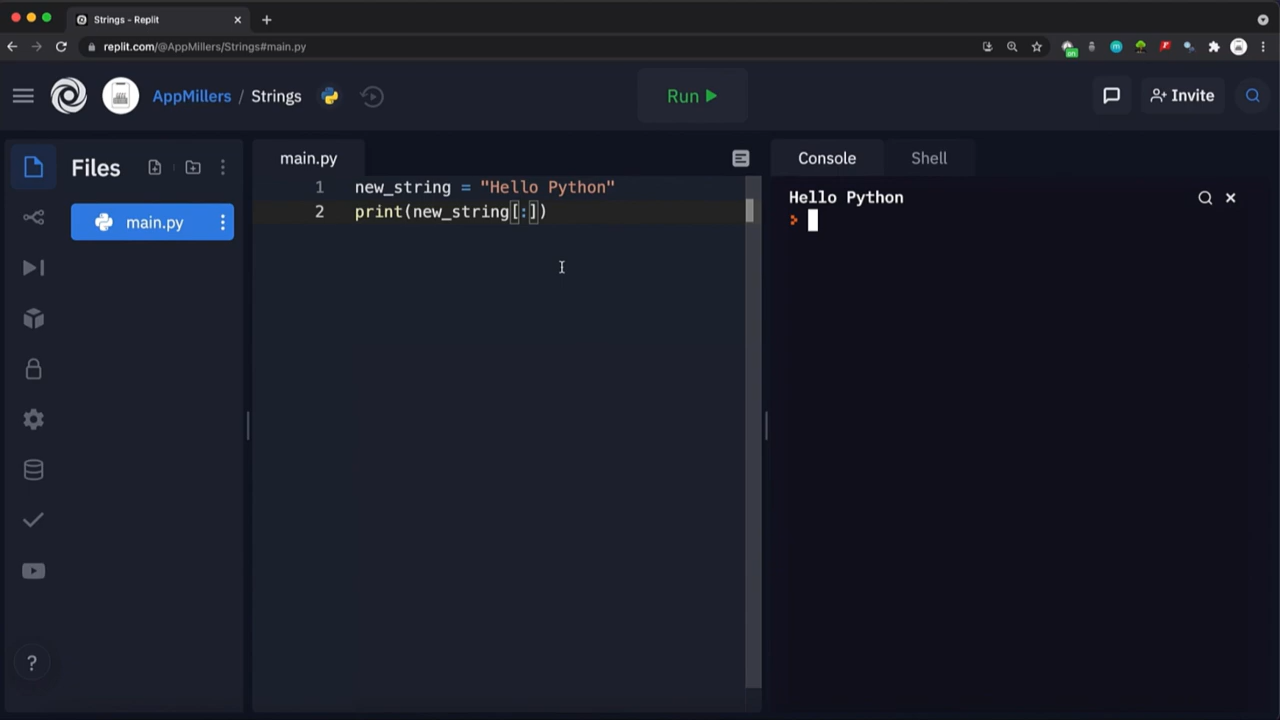 Strings - Replit
replit.com/@AppMillers/Strings#main.py
AppMillers / Strings
Run
Invite
Files
main.py
main.py
1 new_string = "Hello Python"
2 print(new_string[:])
Console
Shell
Hello Python
?